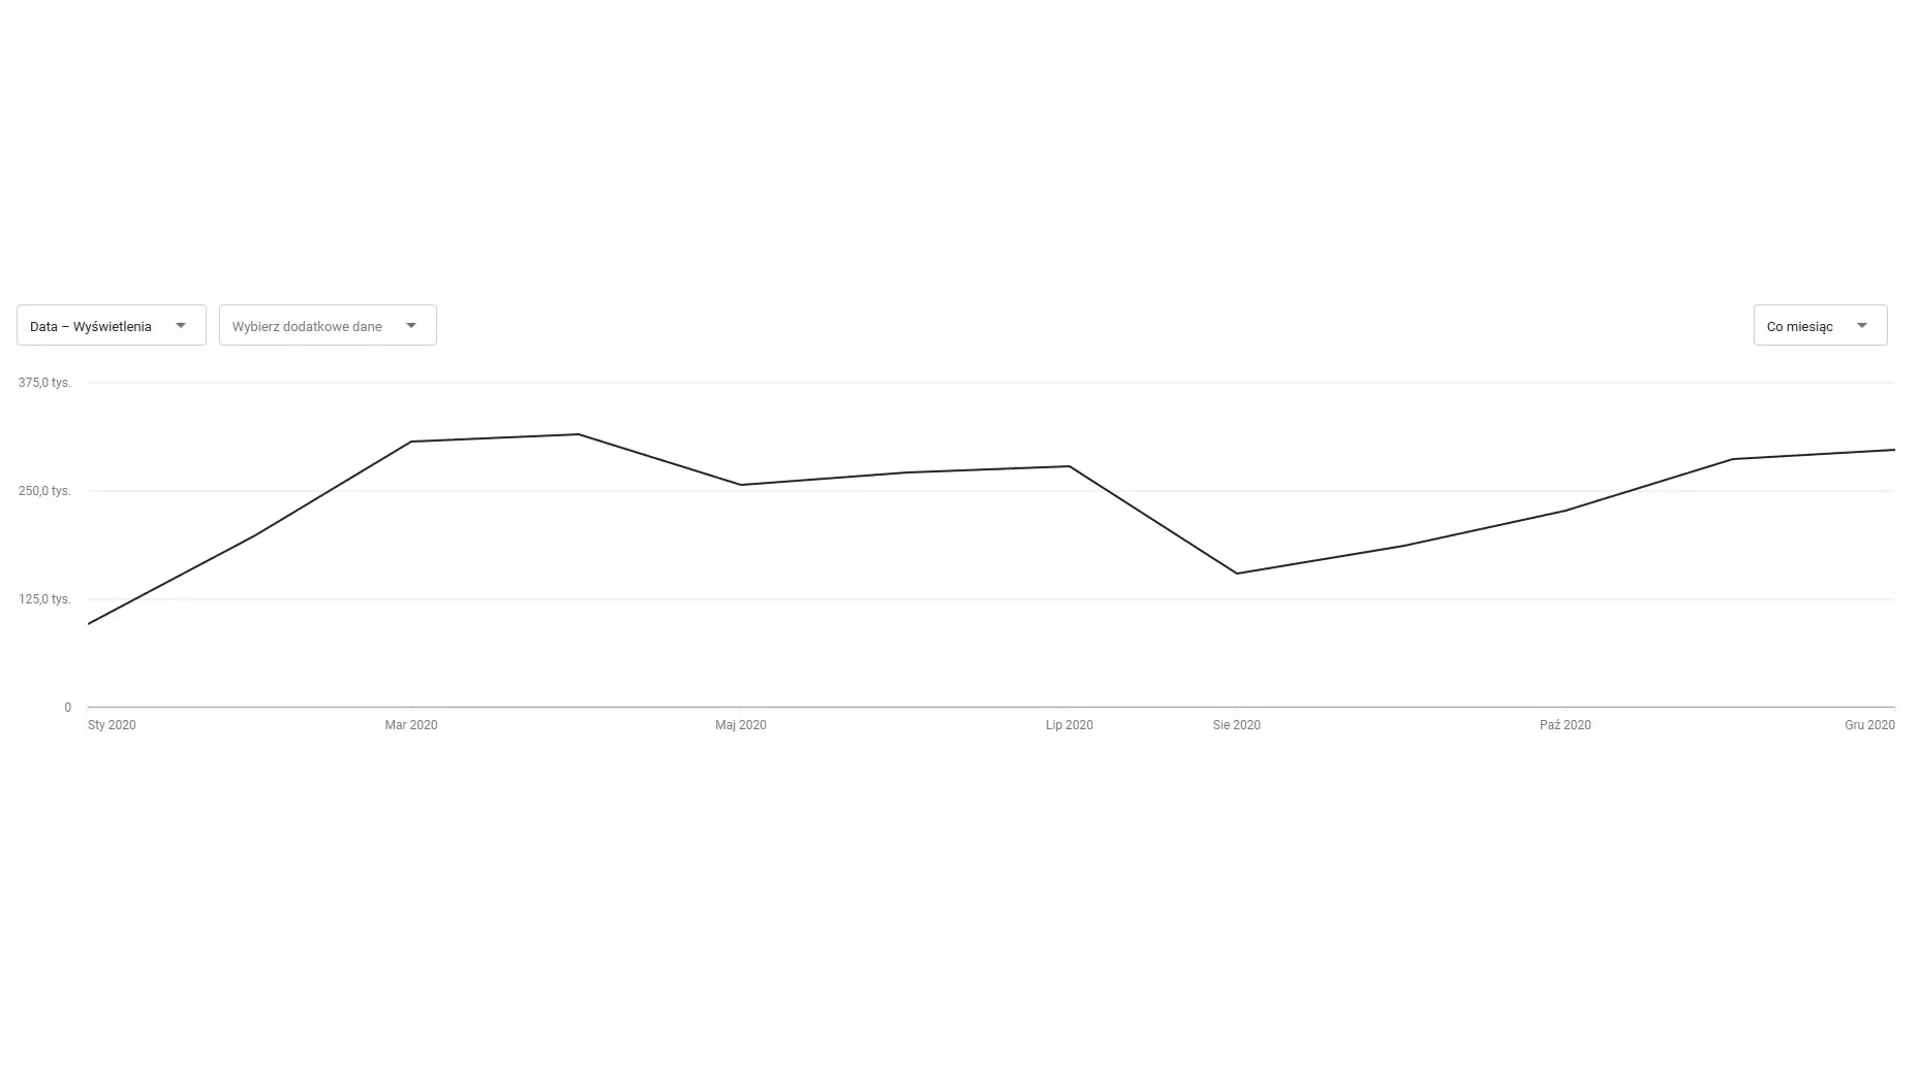 Data – Wyświetlenia
Wybierz dodatkowe dane
Co miesiąc
375,0 tys.
250,0 tys.
125,0 tys.
0
Sty 2020
Mar 2020
Maj 2020
Lip 2020
Sie 2020
Paź 2020
Gru 2020